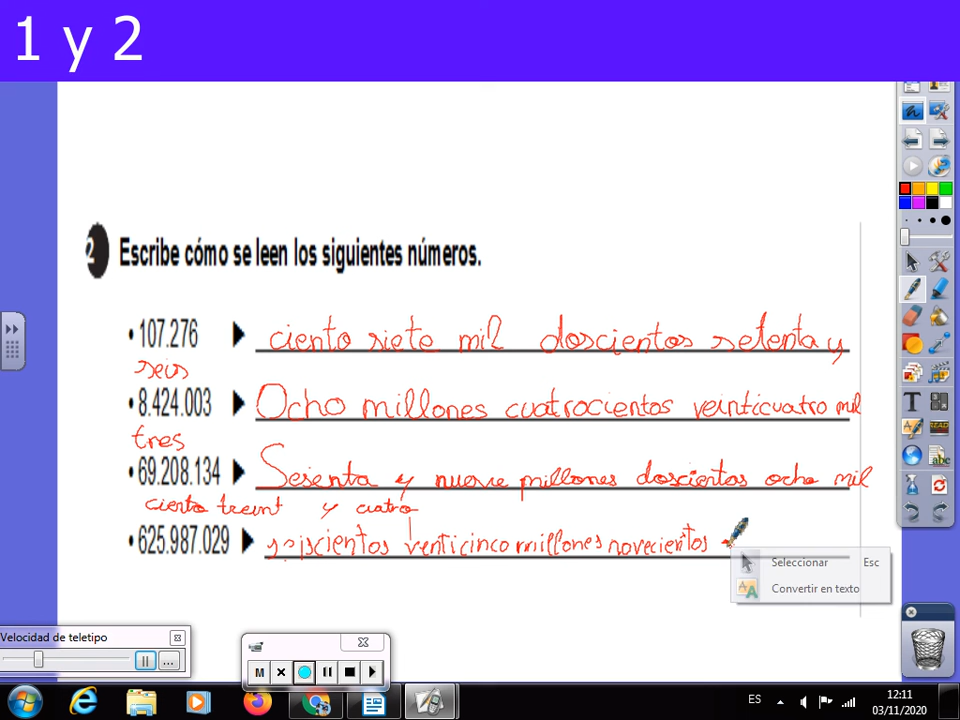 1 y 2
2 Escribe cómo se leen los siguientes números.
• 107.276 ciento siete mil doscientos setenta y
seis
• 8.424.003 Ocho millones cuatrocientos veinticuatro mil
tres
• 69.208.134 Sesenta y nueve millones doscientos ocho mil
ciento treint y cuatro
• 625.987.029 seiscientos venticinco millones novecientos
Seleccionar Esc
Convertir en texto
Velocidad de teletipo
...
M
ES
12:11
03/11/2020